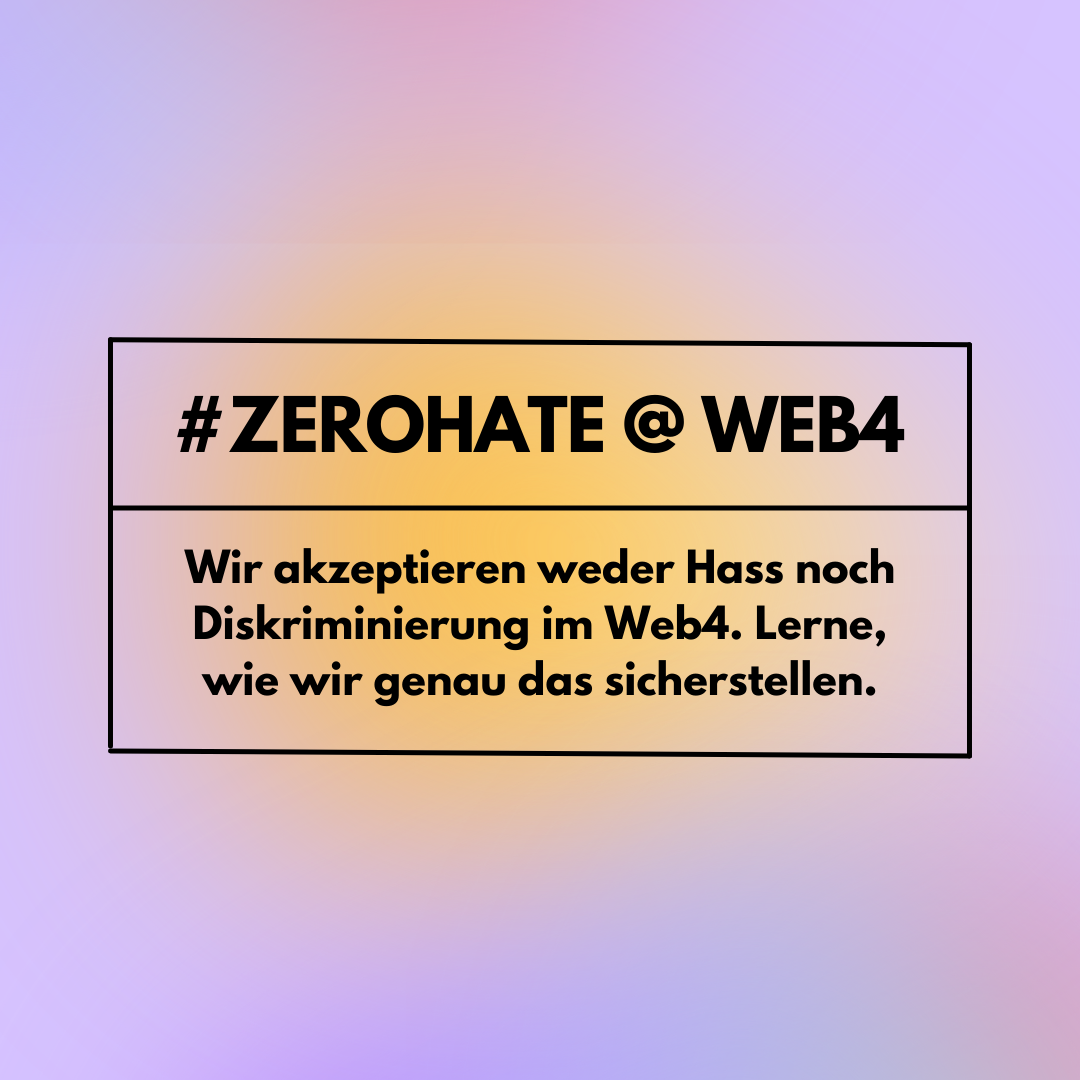 #ZEROHATE @ WEB4
Wir akzeptieren weder Hass noch
Diskriminierung im Web4. Lerne,
wie wir genau das sicherstellen.